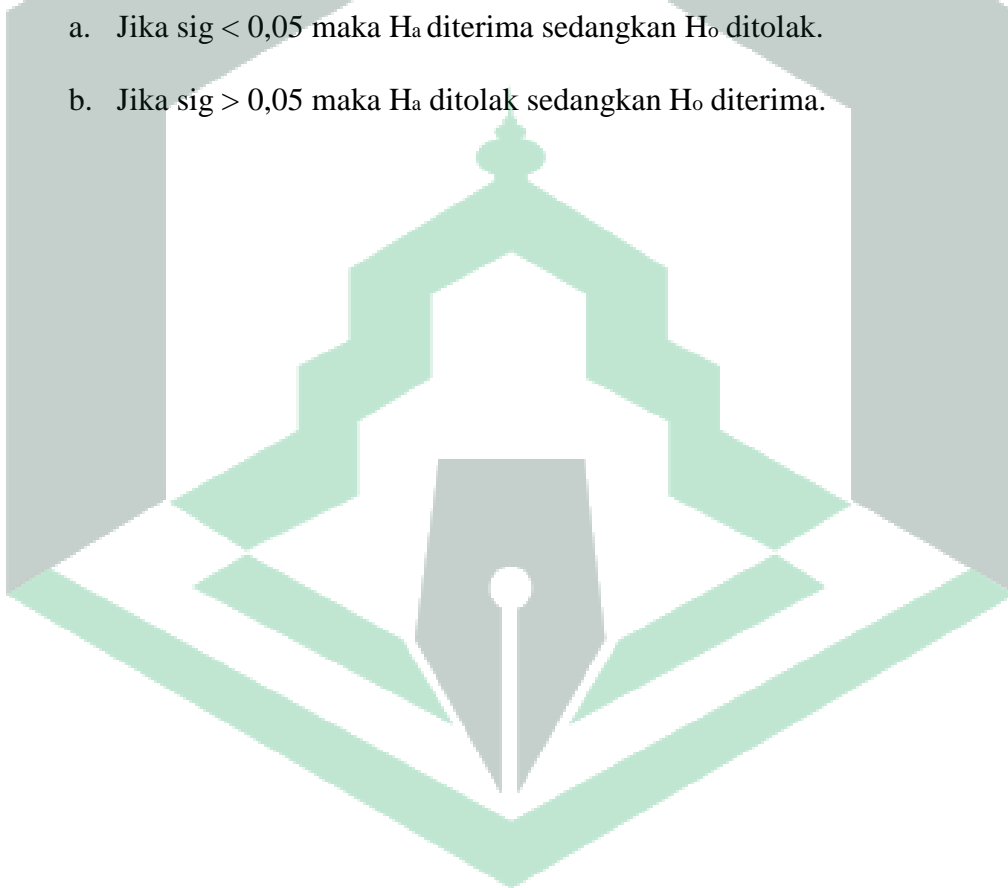 a. Jika sig < 0,05 maka Ha diterima sedangkan Ho ditolak.
b. Jika sig > 0,05 maka Ha ditolak sedangkan Ho diterima.